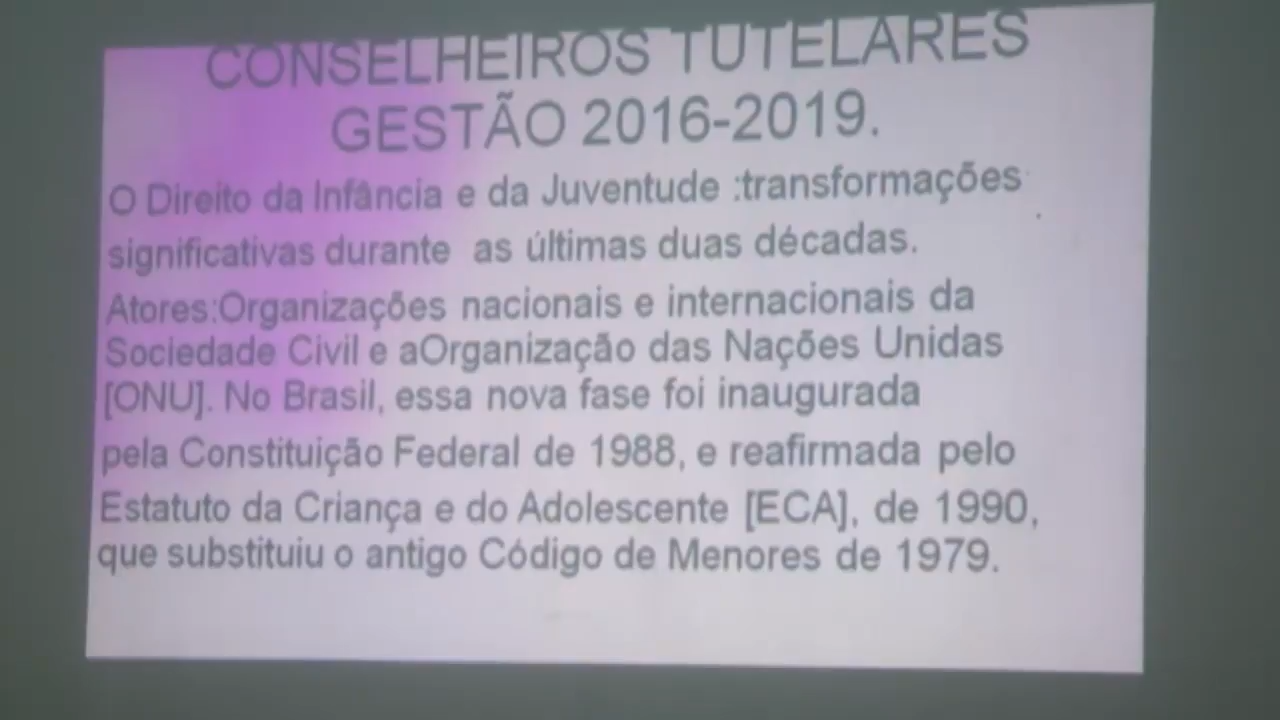 CONSELHEIROS TUTELARES
GESTÃO 2016-2019.
O Direito da Infância e da Juventude :transformações
significativas durante as últimas duas décadas.
Atores:Organizações nacionais e internacionais da
Sociedade Civil e aOrganização das Nações Unidas
[ONU]. No Brasil, essa nova fase foi inaugurada
pela Constituição Federal de 1988, e reafirmada pelo
Estatuto da Criança e do Adolescente [ECA], de 1990,
que substituiu o antigo Código de Menores de 1979.